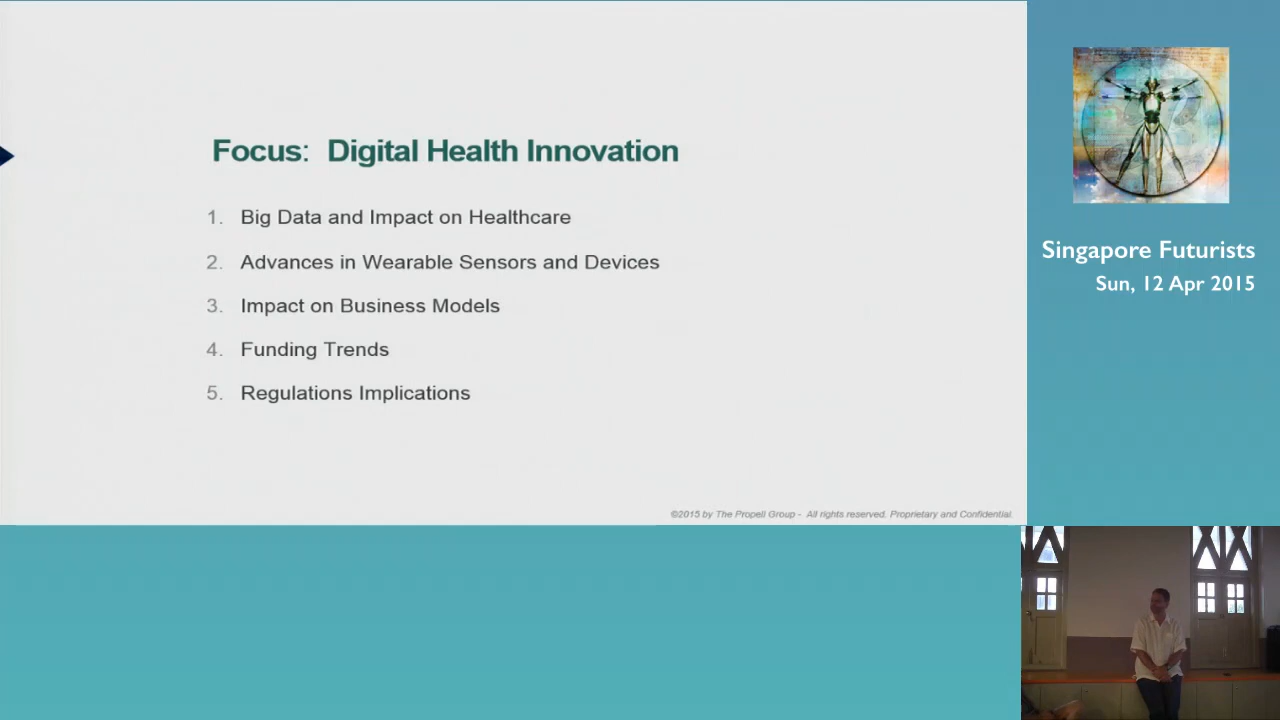 Focus: Digital Health Innovation
1. Big Data and Impact on Healthcare
2. Advances in Wearable Sensors and Devices
3. Impact on Business Models
4. Funding Trends
5. Regulations Implications
©2015 by The Propell Group - All rights reserved. Proprietary and Confidential.
Singapore Futurists
Sun, 12 Apr 2015